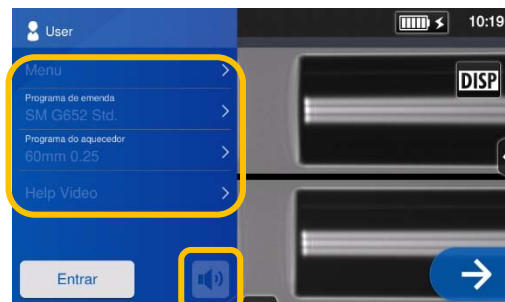 User
10:19
Menu
DISP
Programa de emenda
SM G652 Std.
Programa do aquecedor
60mm 0.25
Help Video
Entrar